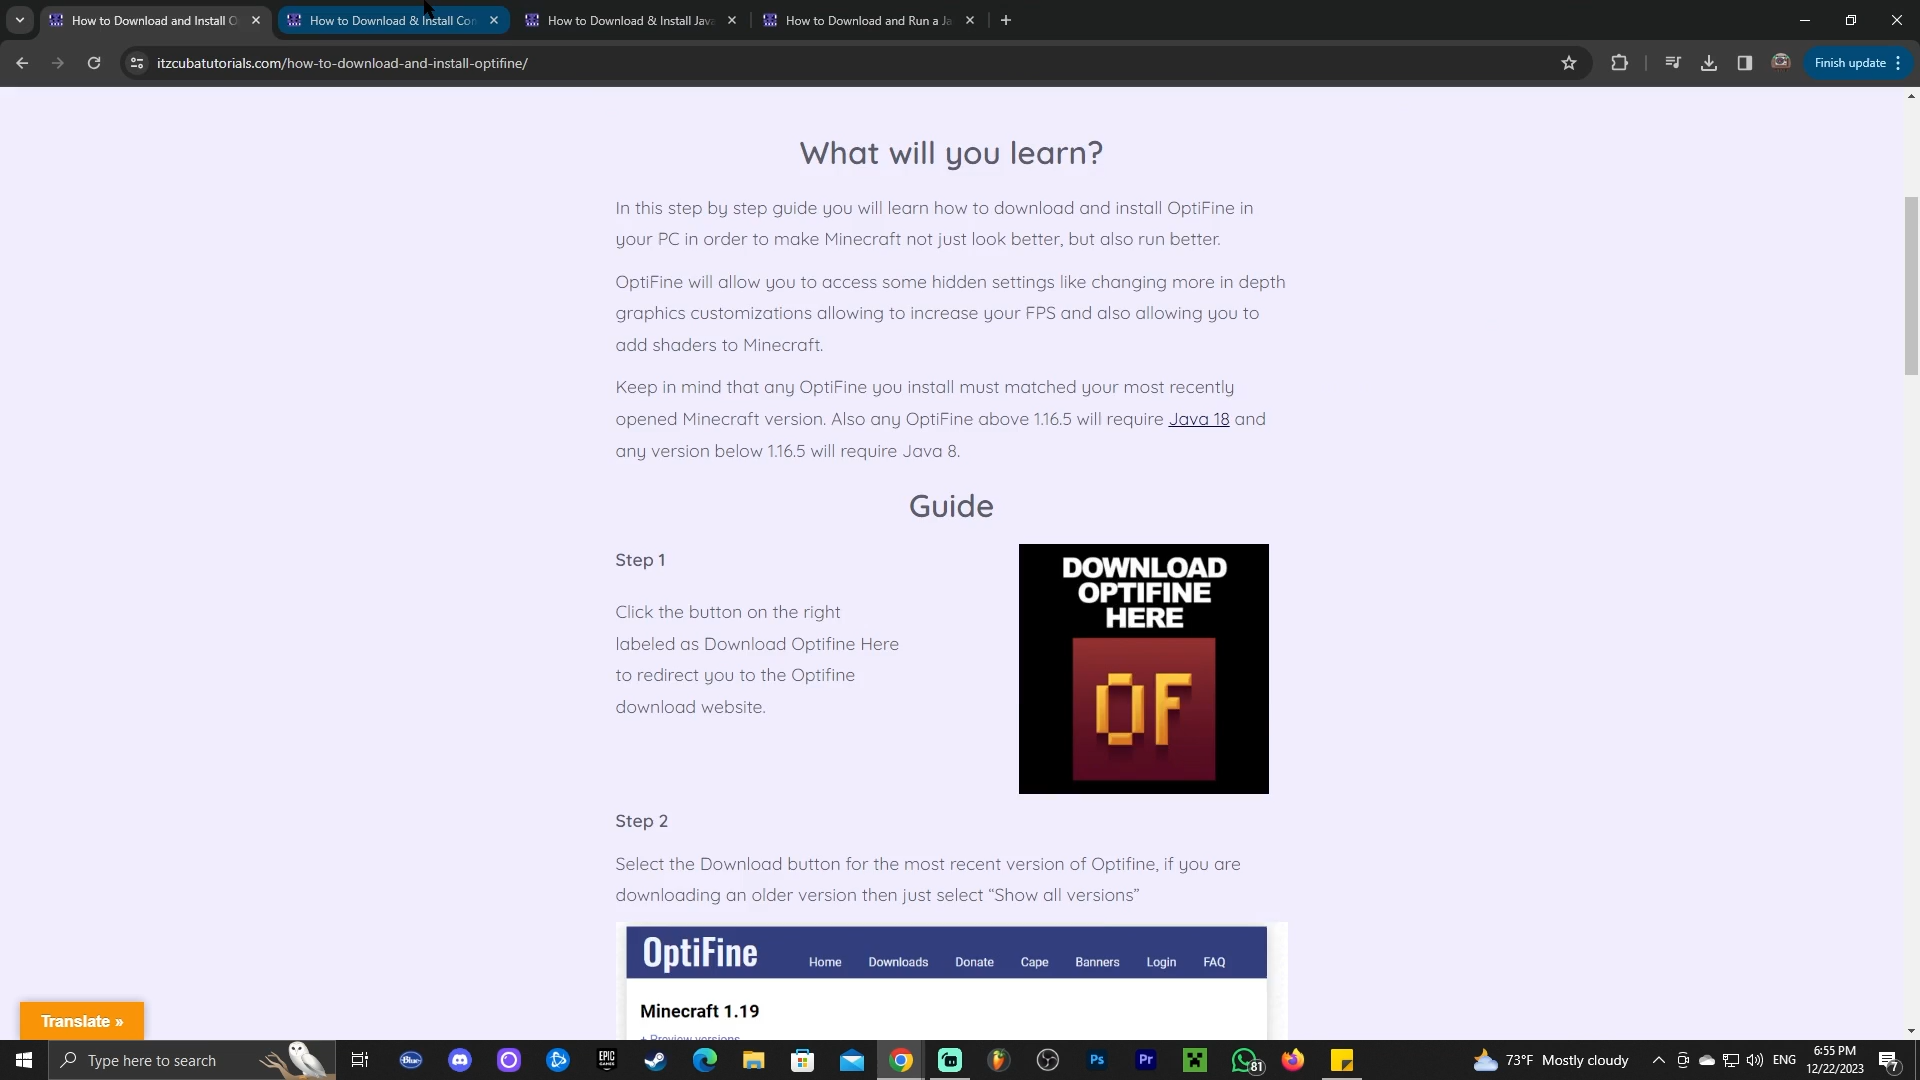 How to Download and Install O
How to Download & Install Con
How to Download & Install Java
How to Download and Run a Ja
itzcubatutorials.com/how-to-download-and-install-optifine/
Finish update
What will you learn?
In this step by step guide you will learn how to download and install OptiFine in
your PC in order to make Minecraft not just look better, but also run better.
OptiFine will allow you to access some hidden settings like changing more in depth
graphics customizations allowing to increase your FPS and also allowing you to
add shaders to Minecraft.
Keep in mind that any OptiFine you install must matched your most recently
opened Minecraft version. Also any OptiFine above 1.16.5 will require Java 18 and
any version below 1.16.5 will require Java 8.
Guide
Step 1
Click the button on the right
labeled as Download Optifine Here
to redirect you to the Optifine
download website.
DOWNLOAD
OPTIFINE
HERE
OF
Step 2
Select the Download button for the most recent version of Optifine, if you are
downloading an older version then just select “Show all versions”
OptiFine
Home Downloads Donate Cape Banners Login FAQ
Minecraft 1.19
+ Preview versions
Translate »
Type here to search
Blue
EPIC
GAMES
Ps
Pr
81
73°F Mostly cloudy
ENG
6:55 PM
12/22/2023
7